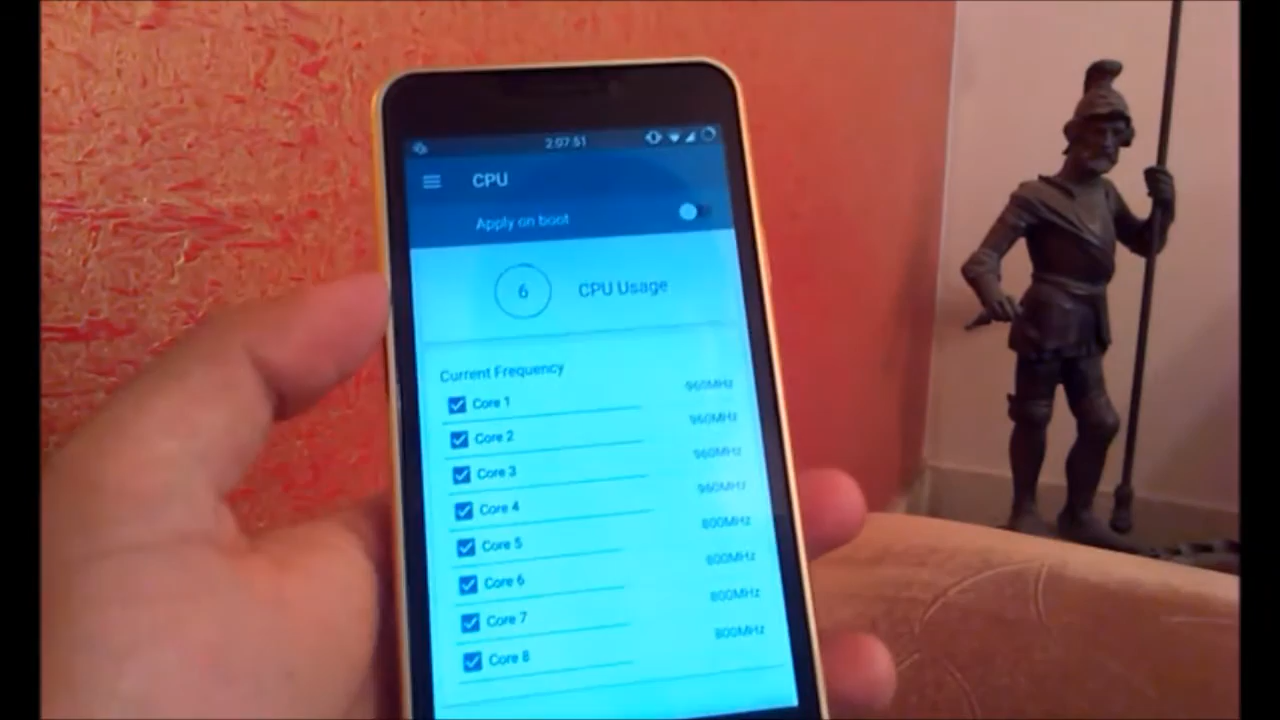 2:07:51
CPU
Apply on boot
6 CPU Usage
Current Frequency
Core 1 960MHz
Core 2 960MHz
Core 3 960MHz
Core 4 960MHz
Core 5 800MHz
Core 6 800MHz
Core 7 800MHz
Core 8 800MHz